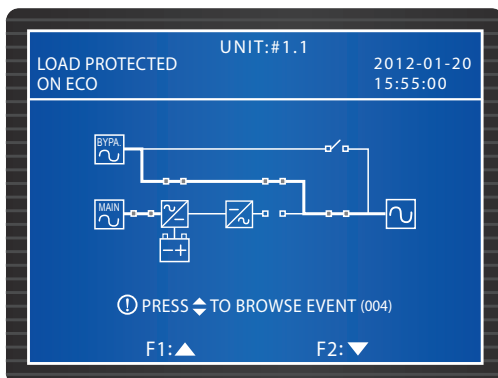 UNIT:#1.1
LOAD PROTECTED
2012-01-20
ON ECO
15:55:00
BYPA.
MAIN
PRESS TO BROWSE EVENT (004)
F1: F2: